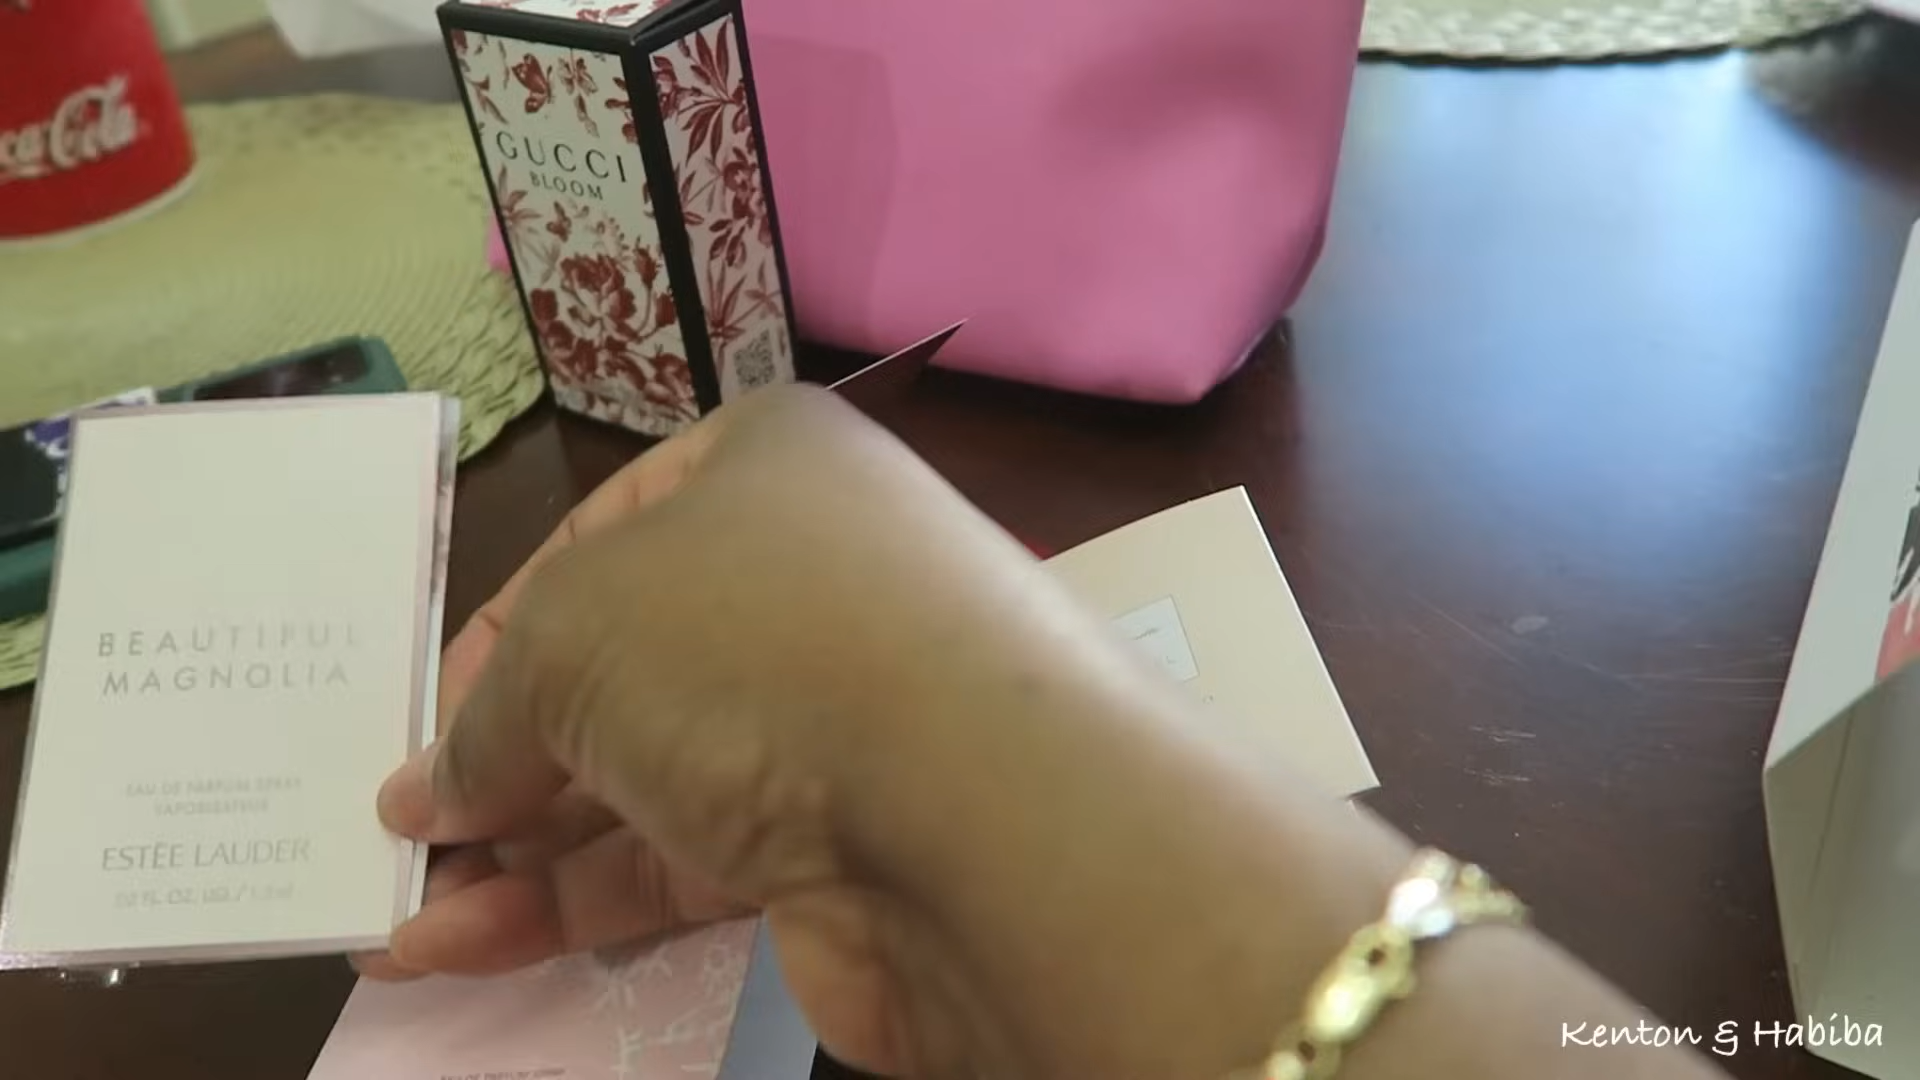 Coca-Cola
GUCCI
BLOOM
BEAUTIFUL
MAGNOLIA
EAU DE PARFUM SPRAY
VAPORISATEUR
ESTĒE LAUDER
Kenton & Habiba